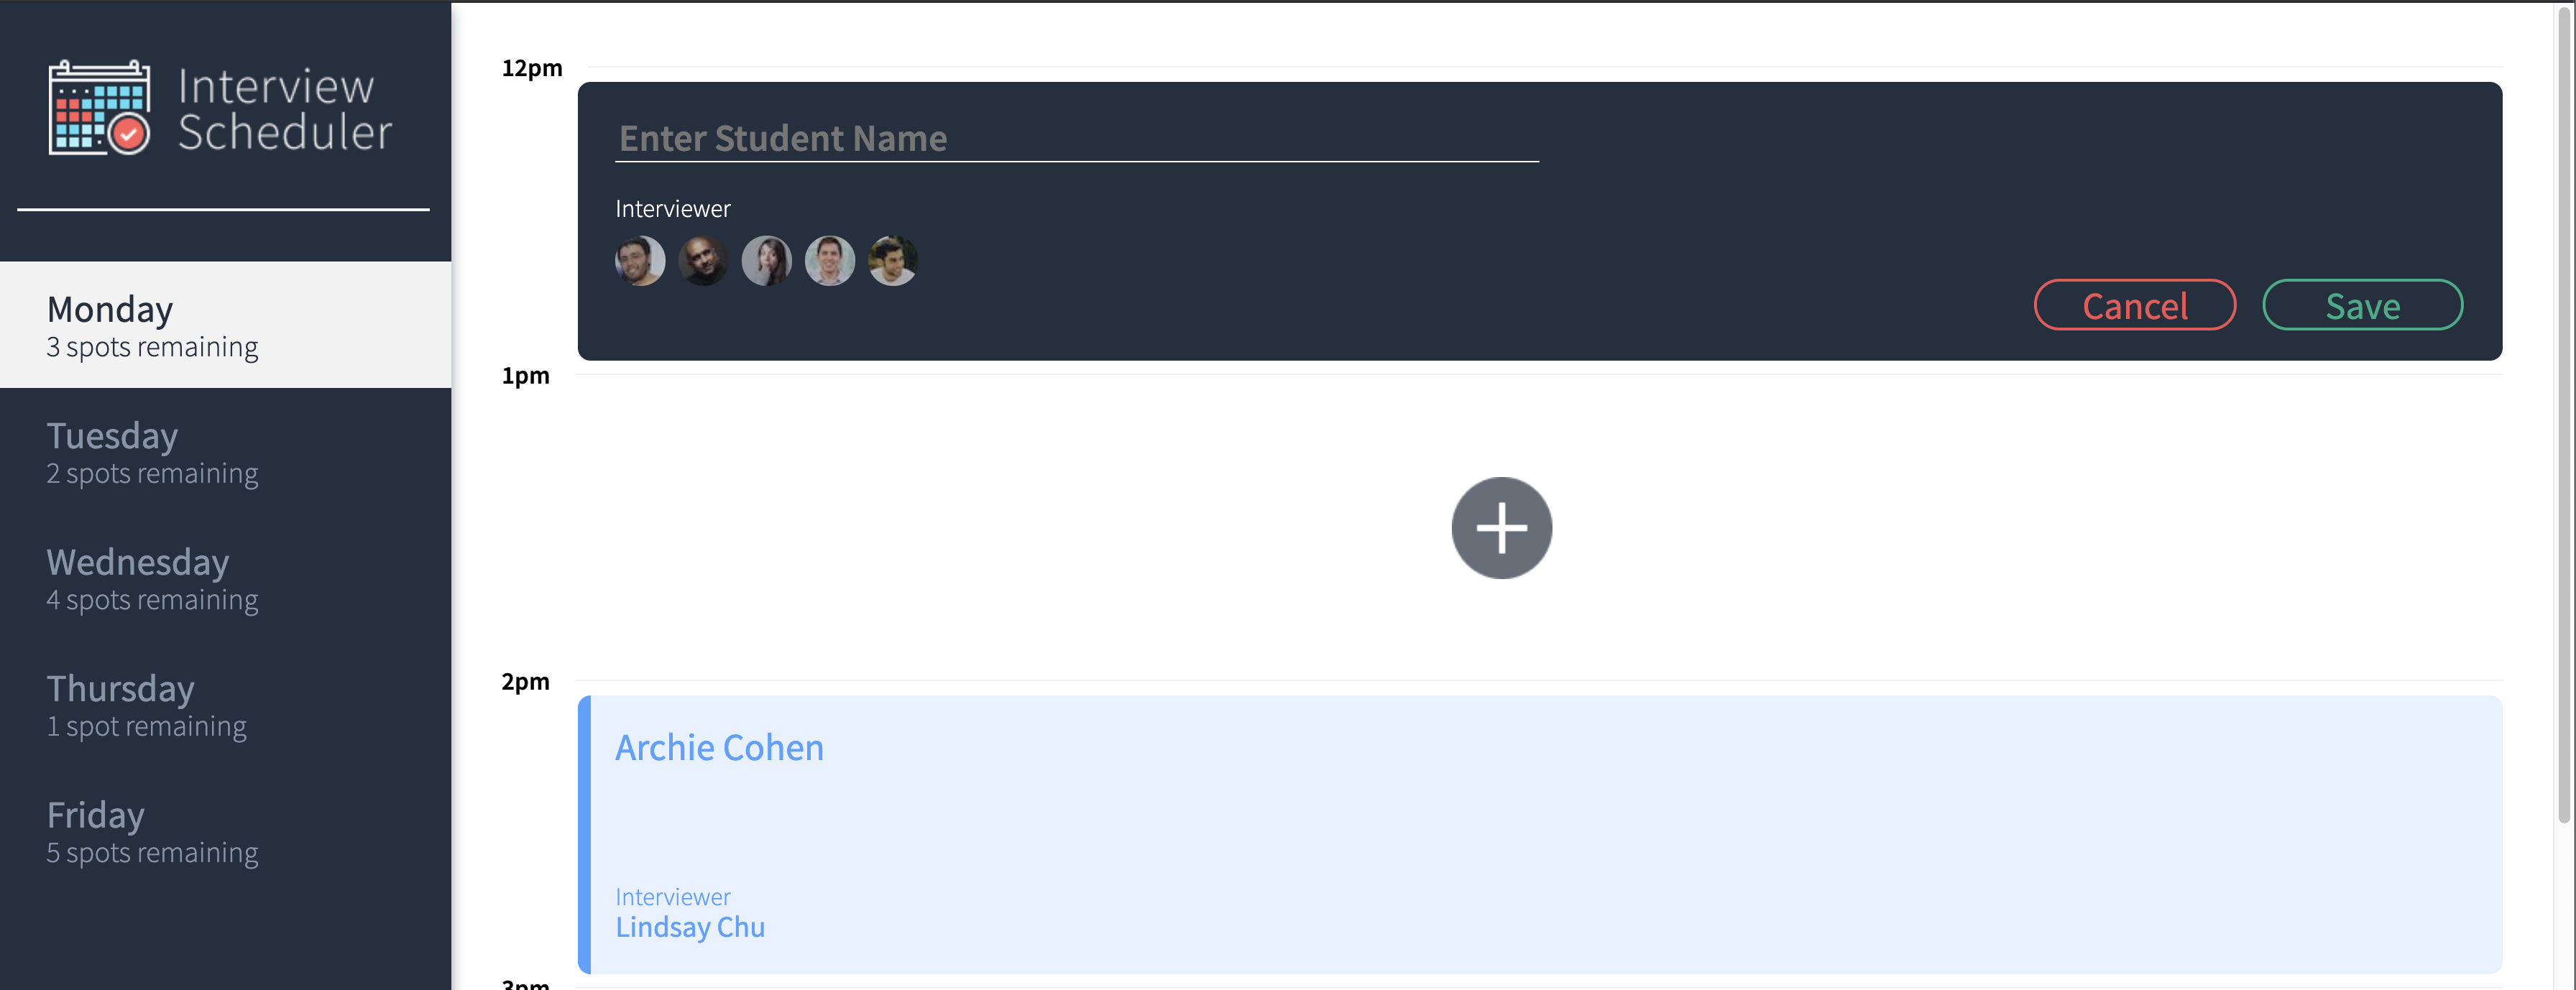 Interview
Scheduler
Monday
3 spots remaining
Tuesday
2 spots remaining
Wednesday
4 spots remaining
Thursday
1 spot remaining
Friday
5 spots remaining
12pm
Enter Student Name
Interviewer
Cancel
Save
1pm
2pm
Archie Cohen
Interviewer
Lindsay Chu
3pm